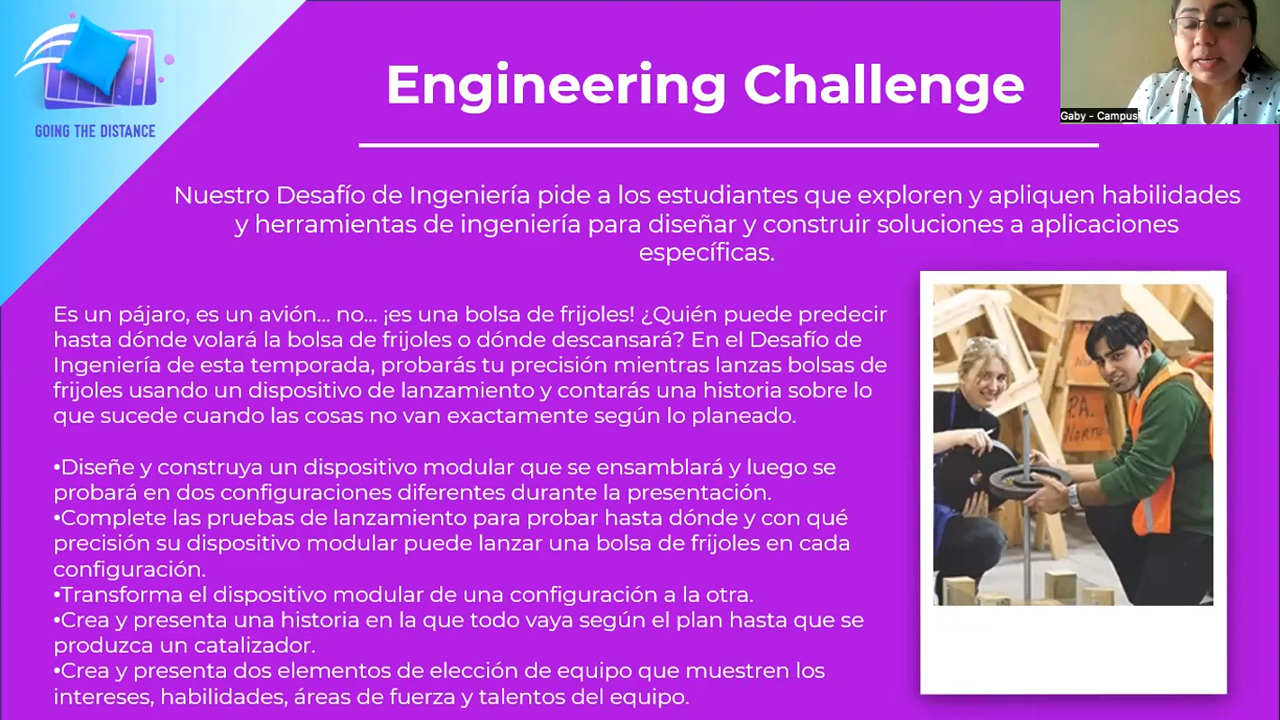 Engineering Challenge
Gaby - Campus
GOING THE DISTANCE
Nuestro Desafío de Ingeniería pide a los estudiantes que exploren y apliquen habilidades
y herramientas de ingeniería para diseñar y construir soluciones a aplicaciones
específicas.
Es un pájaro, es un avión... no... ¡es una bolsa de frijoles! ¿Quién puede predecir
hasta dónde volará la bolsa de frijoles o dónde descansará? En el Desafío de
Ingeniería de esta temporada, probarás tu precisión mientras lanzas bolsas de
frijoles usando un dispositivo de lanzamiento y contarás una historia sobre lo
que sucede cuando las cosas no van exactamente según lo planeado.
•Diseñe y construya un dispositivo modular que se ensamblará y luego se
probará en dos configuraciones diferentes durante la presentación.
•Complete las pruebas de lanzamiento para probar hasta dónde y con qué
precisión su dispositivo modular puede lanzar una bolsa de frijoles en cada
configuración.
•Transforma el dispositivo modular de una configuración a la otra.
•Crea y presenta una historia en la que todo vaya según el plan hasta que se
produzca un catalizador.
•Crea y presenta dos elementos de elección de equipo que muestren los
intereses, habilidades, áreas de fuerza y talentos del equipo.
RA.
NORTH